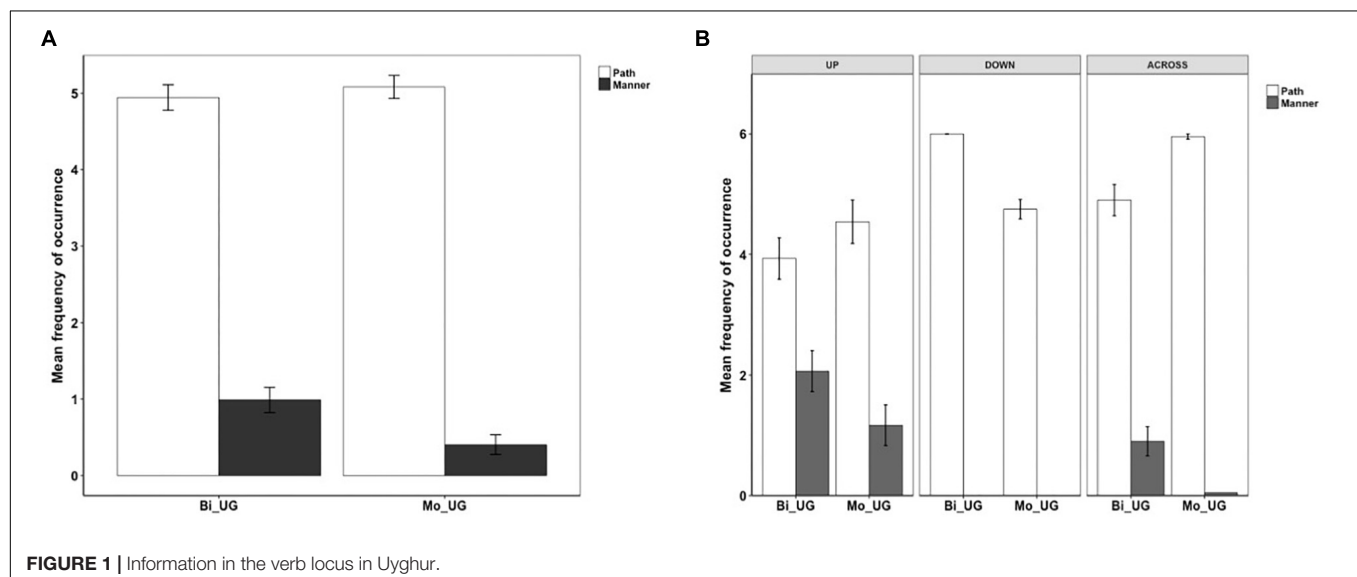 A
B
Path
Manner
UP
DOWN
ACROSS
Path
Manner
Mean frequency of occurrence
5
4
3
2
1
0
Bi_UG
Mo_UG
Mean frequency of occurrence
6
4
2
0
Bi_UG
Mo_UG
Bi_UG
Mo_UG
Bi_UG
Mo_UG
FIGURE 1 | Information in the verb locus in Uyghur.